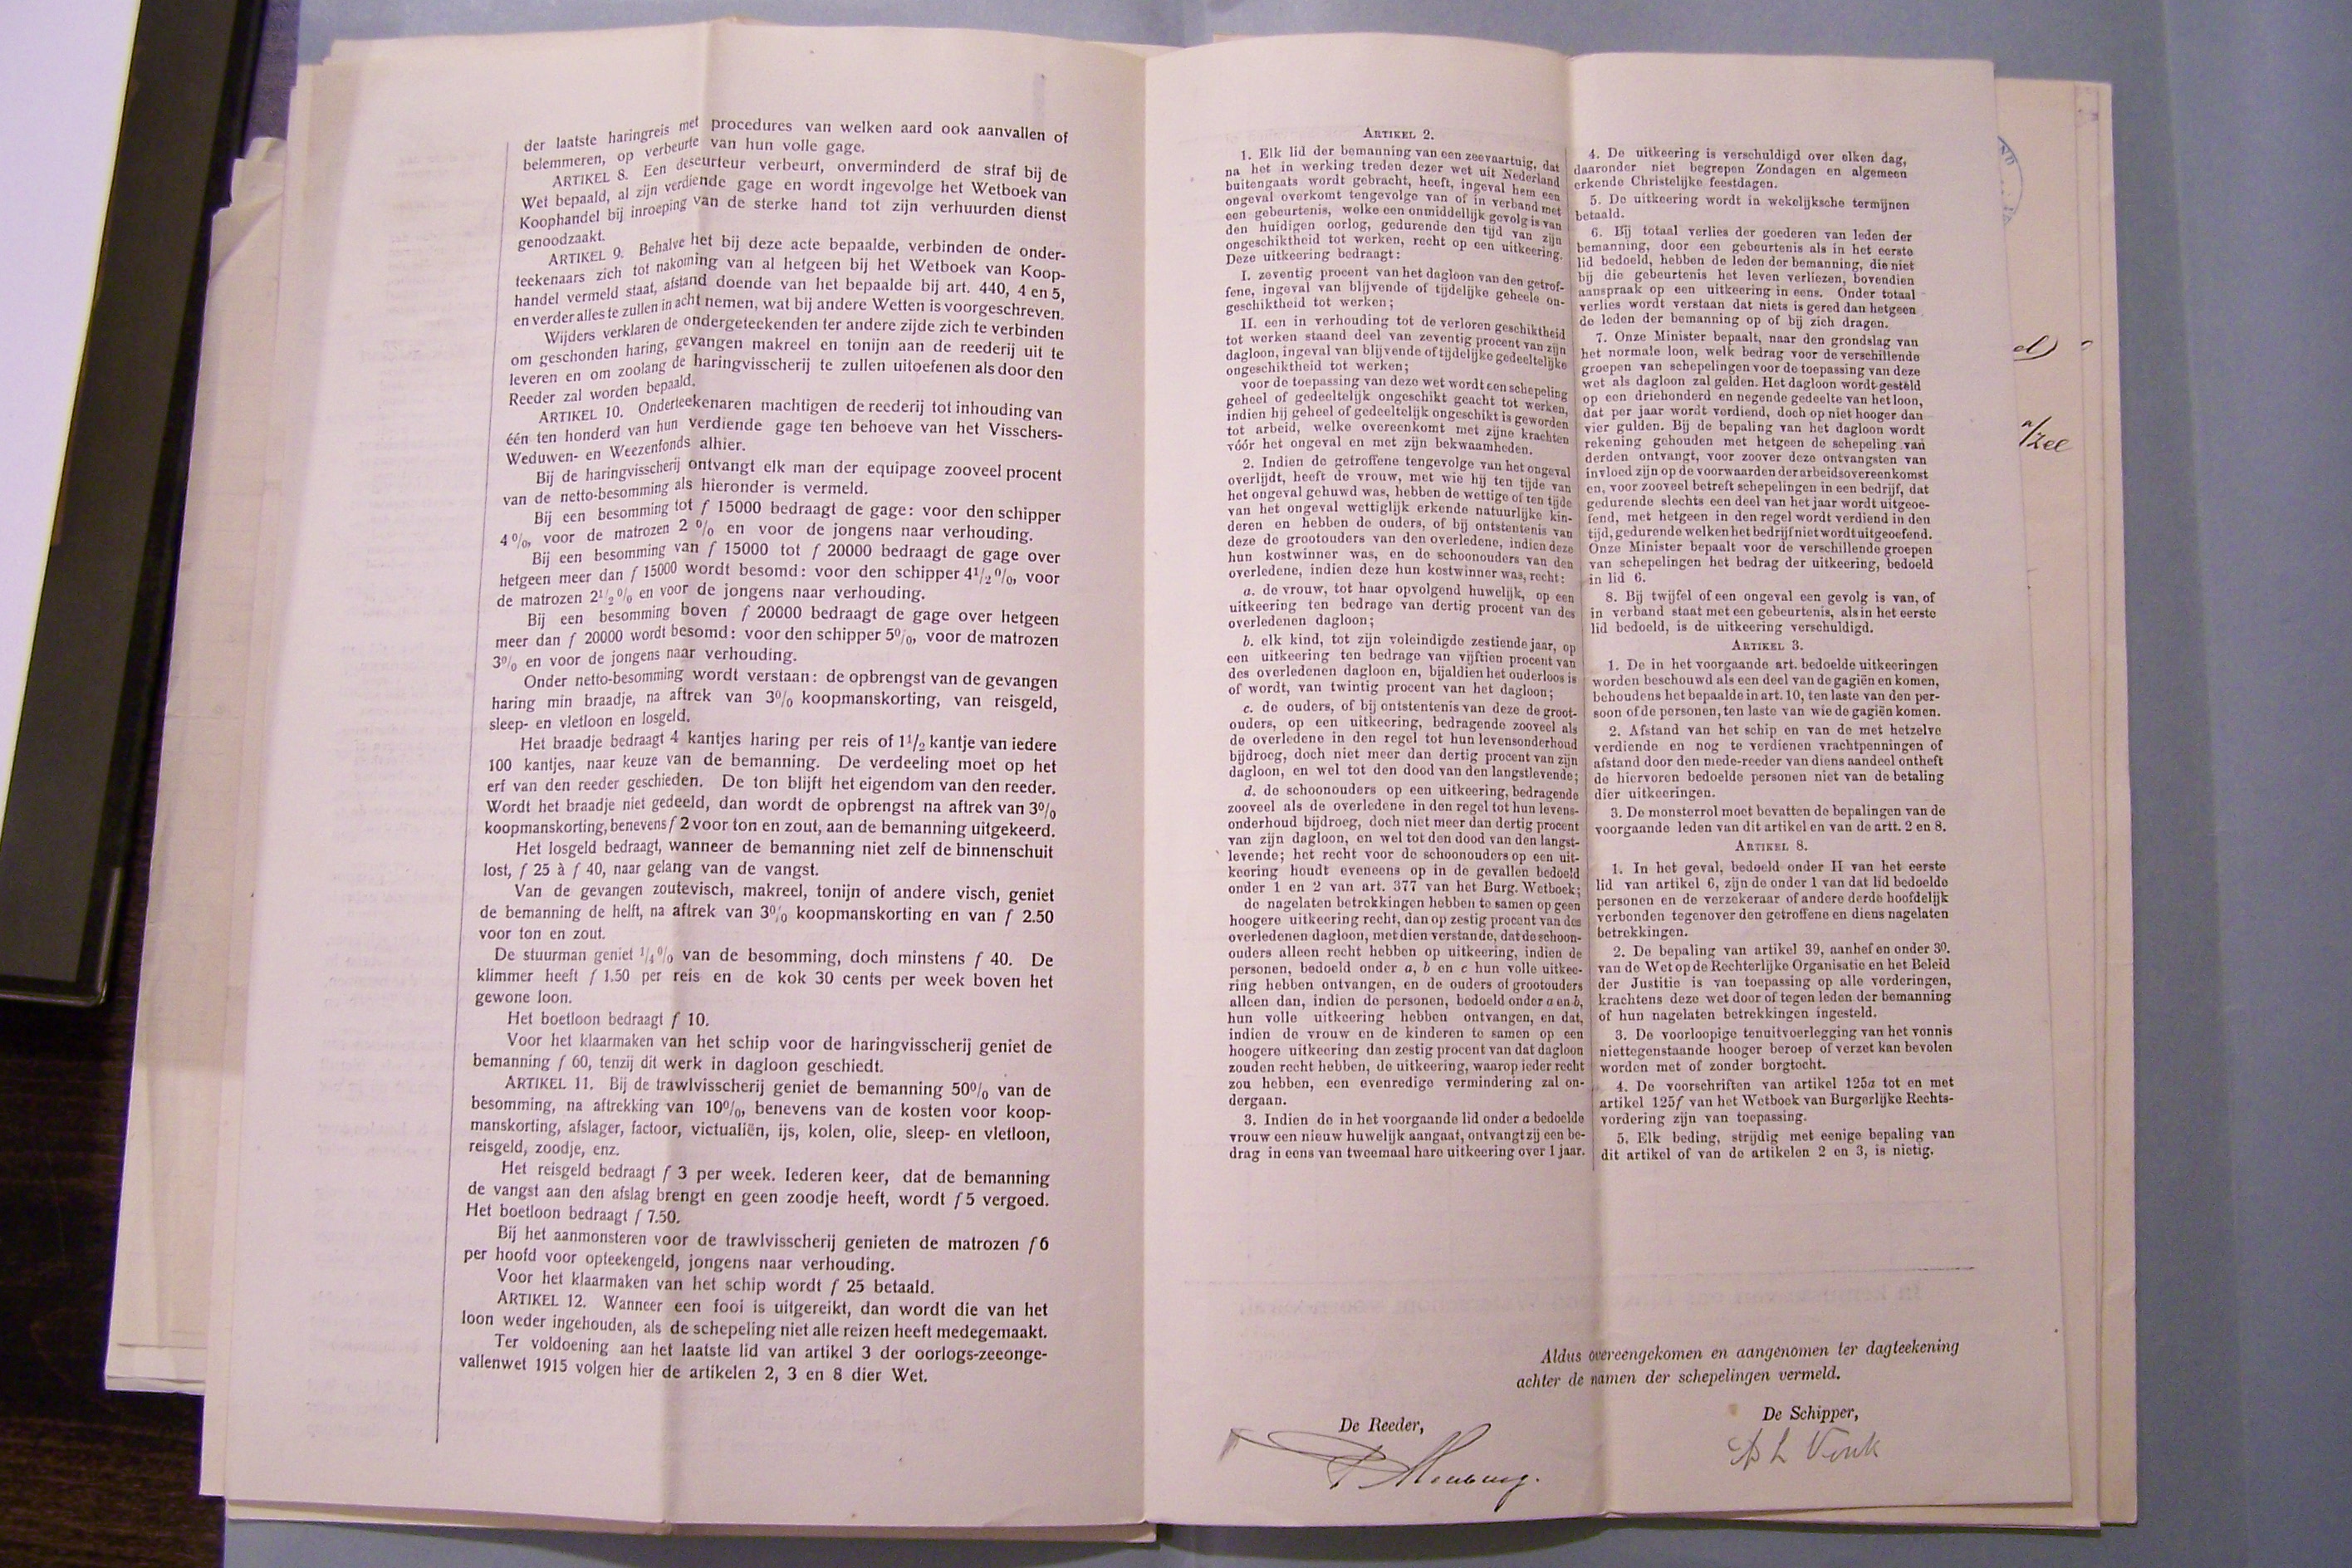 der laatste haringreis met procedures van welken aard ook aanvallen of
belemmeren, op verbeurte van hun volle gage.
ARTIKEL 8. Een deseurteur verbeurt, onverminderd de straf bij de
Wet bepaald, al zijn verdiende gage en wordt ingevolge het Wetboek van
Koophandel bij inroeping van de sterke hand tot zijn verhuurden dienst
genoodzaakt.
ARTIKEL 9. Behalve het bij deze acte bepaalde, verbinden de onder-
teekenaars zich tot nakoming van al hetgeen bij het Wetboek van Koop-
handel vermeld staat, afstand doende van het bepaalde bij art. 440, 4 en 5,
en verder alles te zullen in acht nemen, wat bij andere Wetten is voorgeschreven.
Wijders verklaren de ondergeteekenden ter andere zijde zich te verbinden
om geschonden haring, gevangen makreel en tonijn aan de reederij uit te
leveren en om zoolang de haringvisscherij te zullen uitoefenen als door den
Reeder zal worden bepaald.
ARTIKEL 10. Onderteekenaren machtigen de reederij tot inhouding van
één ten honderd van hun verdiende gage ten behoeve van het Visschers-
Weduwen- en Weezenfonds alhier.
Bij de haringvisscherij ontvangt elk man der equipage zooveel procent
van de netto-besomming als hieronder is vermeld.
Bij een besomming tot f 15000 bedraagt de gage: voor den schipper
4 %, voor de matrozen 2 % en voor de jongens naar verhouding.
Bij een besomming van f 15000 tot f 20000 bedraagt de gage over
hetgeen meer dan f 15000 wordt besomd: voor den schipper 4 1/2 %, voor
de matrozen 2 1/2 % en voor de jongens naar verhouding.
Bij een besomming boven f 20000 bedraagt de gage over hetgeen
meer dan f 20000 wordt besomd: voor den schipper 5%, voor de matrozen
3% en voor de jongens naar verhouding.
Onder netto-besomming wordt verstaan: de opbrengst van de gevangen
haring min braadje, na aftrek van 3% koopmanskorting, van reisgeld,
sleep- en vletloon en losgeld.
Het braadje bedraagt 4 kantjes haring per reis of 1 1/2 kantje van iedere
100 kantjes, naar keuze van de bemanning. De verdeeling moet op het
erf van den reeder geschieden. De ton blijft het eigendom van den reeder.
Wordt het braadje niet gedeeld, dan wordt de opbrengst na aftrek van 3%
koopmanskorting, benevens f 2 voor ton en zout, aan de bemanning uitgekeerd.
Het losgeld bedraagt, wanneer de bemanning niet zelf de binnenschuit
lost, f 25 à f 40, naar gelang van de vangst.
Van de gevangen zoutevisch, makreel, tonijn of andere visch, geniet
de bemanning de helft, na aftrek van 3% koopmanskorting en van f 2.50
voor ton en zout.
De stuurman geniet 1/4 % van de besomming, doch minstens f 40. De
klimmer heeft f 1.50 per reis en de kok 30 cents per week boven het
gewone loon.
Het boetloon bedraagt f 10.
Voor het klaarmaken van het schip voor de haringvisscherij geniet de
bemanning f 60, tenzij dit werk in dagloon geschiedt.
ARTIKEL 11. Bij de trawlvisscherij geniet de bemanning 50% van de
besomming, na aftrekking van 10%, benevens van de kosten voor koop-
manskorting, afslager, factoor, victualiën, ijs, kolen, olie, sleep- en vletloon,
reisgeld, zoodje, enz.
Het reisgeld bedraagt f 3 per week. Iederen keer, dat de bemanning
de vangst aan den afslag brengt en geen zoodje heeft, wordt f 5 vergoed.
Het boetloon bedraagt f 7.50.
Bij het aanmonsteren voor de trawlvisscherij genieten de matrozen f 6
per hoofd voor opteekengeld, jongens naar verhouding.
Voor het klaarmaken van het schip wordt f 25 betaald.
ARTIKEL 12. Wanneer een fooi is uitgereikt, dan wordt die van het
loon weder ingehouden, als de schepeling niet alle reizen heeft medegemaakt.
Ter voldoening aan het laatste lid van artikel 3 der oorlogs-zeeonge-
vallenwet 1915 volgen hier de artikelen 2, 3 en 8 dier Wet.
ARTIKEL 2.
1. Elk lid der bemanning van een zeevaartuig, dat
na het in werking treden dezer wet uit Nederland
buitengaats wordt gebracht, heeft, ingeval hem een
ongeval overkomt tengevolge van of in verband met
een gebeurtenis, welke een onmiddellijk gevolg is van
den huidigen oorlog, gedurende den tijd van zijn
ongeschiktheid tot werken, recht op een uitkeering.
Deze uitkeering bedraagt:
I. zeventig procent van het dagloon van den getrof-
fene, ingeval van blijvende of tijdelijke geheele on-
geschiktheid tot werken;
II. een in verhouding tot de verloren geschiktheid
tot werken staand deel van zeventig procent van zijn
dagloon, ingeval van blijvende of tijdelijke gedeeltelijke
ongeschiktheid tot werken;
voor de toepassing van deze wet wordt een schepeling
geheel of gedeeltelijk ongeschikt geacht tot werken,
indien hij geheel of gedeeltelijk ongeschikt is geworden
tot arbeid, welke overeenkomt met zijne krachten
vóór het ongeval en met zijn bekwaamheden.
2. Indien de getroffene tengevolge van het ongeval
overlijdt, heeft de vrouw, met wie hij ten tijde van
het ongeval gehuwd was, hebben de wettige of ten tijde
van het ongeval wettiglijk erkende natuurlijke kin-
deren en hebben de ouders, of bij ontstentenis van
deze de grootouders van den overledene, indien deze
hun kostwinner was, en de schoonouders van den
overledene, indien deze hun kostwinner was, recht:
a. de vrouw, tot haar opvolgend huwelijk, op een
uitkeering ten bedrage van dertig procent van des
overledenen dagloon;
b. elk kind, tot zijn voleindigde zestiende jaar, op
een uitkeering ten bedrage van vijftien procent van
des overledenen dagloon en, bijaldien het ouderloos is
of wordt, van twintig procent van het dagloon;
c. de ouders, of bij ontstentenis van deze de groot-
ouders, op een uitkeering, bedragende zooveel als
de overledene in den regel tot hun levensonderhoud
bijdroeg, doch niet meer dan dertig procent van zijn
dagloon, en wel tot den dood van den langstlevende;
d. de schoonouders op een uitkeering, bedragende
zooveel als de overledene in den regel tot hun levens-
onderhoud bijdroeg, doch niet meer dan dertig procent
van zijn dagloon, en wel tot den dood van den langst-
levende; het recht voor de schoonouders op een uit-
keering houdt eveneens op in de gevallen bedoeld
onder 1 en 2 van art. 377 van het Burg. Wetboek;
de nagelaten betrekkingen hebben te samen op geen
hoogere uitkeering recht, dan op zestig procent van des
overledenen dagloon, met dien verstande, dat de schoon-
ouders alleen recht hebben op uitkeering, indien de
personen, bedoeld onder a, b en c hun volle uitkee-
ring hebben ontvangen, en de ouders of grootouders
alleen dan, indien de personen, bedoeld onder a en b,
hun volle uitkeering hebben ontvangen, en dat,
indien de vrouw en de kinderen te samen op een
hoogere uitkeering dan zestig procent van dat dagloon
zouden recht hebben, de uitkeering, waarop ieder recht
zou hebben, een evenredige vermindering zal on-
dergaan.
3. Indien de in het voorgaande lid onder a bedoelde
vrouw een nieuw huwelijk aangaat, ontvangt zij een be-
drag in eens van tweemaal hare uitkeering over 1 jaar.
4. De uitkeering is verschuldigd over elken dag,
daaronder niet begrepen Zondagen en algemeen
erkende Christelijke feestdagen.
5. De uitkeering wordt in wekelijksche termijnen
betaald.
6. Bij totaal verlies der goederen van leden der
bemanning, door een gebeurtenis als in het eerste
lid bedoeld, hebben de leden der bemanning, die niet
bij die gebeurtenis het leven verliezen, bovendien
aanspraak op een uitkeering in eens. Onder totaal
verlies wordt verstaan dat niets is gered dan hetgeen
de leden der bemanning op of bij zich dragen.
7. Onze Minister bepaalt, naar den grondslag van
het normale loon, welk bedrag voor de verschillende
groepen van schepelingen voor de toepassing van deze
wet als dagloon zal gelden. Het dagloon wordt gesteld
op een driehonderd en negende gedeelte van het loon,
dat per jaar wordt verdiend, doch op niet hooger dan
vier gulden. Bij de bepaling van het dagloon wordt
rekening gehouden met hetgeen de schepeling van
derden ontvangt, voor zoover deze ontvangsten van
invloed zijn op de voorwaarden der arbeidsovereenkomst
en, voor zooveel betreft schepelingen in een bedrijf, dat
gedurende slechts een deel van het jaar wordt uitgeoe-
fend, met hetgeen in den regel wordt verdiend in den
tijd, gedurende welken het bedrijf niet wordt uitgeoefend.
Onze Minister bepaalt voor de verschillende groepen
van schepelingen het bedrag der uitkeering, bedoeld
in lid 6.
8. Bij twijfel of een ongeval een gevolg is van, of
in verband staat met een gebeurtenis, als in het eerste
lid bedoeld, is de uitkeering verschuldigd.
ARTIKEL 3.
1. De in het voorgaande art. bedoelde uitkeeringen
worden beschouwd als een deel van de gagiën en komen,
behoudens het bepaalde in art. 10, ten laste van den per-
soon of de personen, ten laste van wie de gagiën komen.
2. Afstand van het schip en van de met hetzelve
verdiende en nog te verdienen vrachtpenningen of
afstand door den mede-reeder van diens aandeel ontheft
de hiervoren bedoelde personen niet van de betaling
dier uitkeeringen.
3. De monsterrol moet bevatten de bepalingen van de
voorgaande leden van dit artikel en van de artt. 2 en 8.
ARTIKEL 8.
1. In het geval, bedoeld onder II van het eerste
lid van artikel 6, zijn de onder 1 van dat lid bedoelde
personen en de verzekeraar of andere derde hoofdelijk
verbonden tegenover den getroffene en diens nagelaten
betrekkingen.
2. De bepaling van artikel 39, aanhef en onder 3º.
van de Wet op de Rechterlijke Organisatie en het Beleid
der Justitie is van toepassing op alle vorderingen,
krachtens deze wet door of tegen leden der bemanning
of hun nagelaten betrekkingen ingesteld.
3. De voorloopige tenuitvoerlegging van het vonnis
niettegenstaande hooger beroep of verzet kan bevolen
worden met of zonder borgtocht.
4. De voorschriften van artikel 125a tot en met
artikel 125f van het Wetboek van Burgerlijke Rechts-
vordering zijn van toepassing.
5. Elk beding, strijdig met eenige bepaling van
dit artikel of van de artikelen 2 en 3, is nietig.
Aldus overeengekomen en aangenomen ter dagteekening
achter de namen der schepelingen vermeld.
De Reeder,
De Schipper,
a/zee